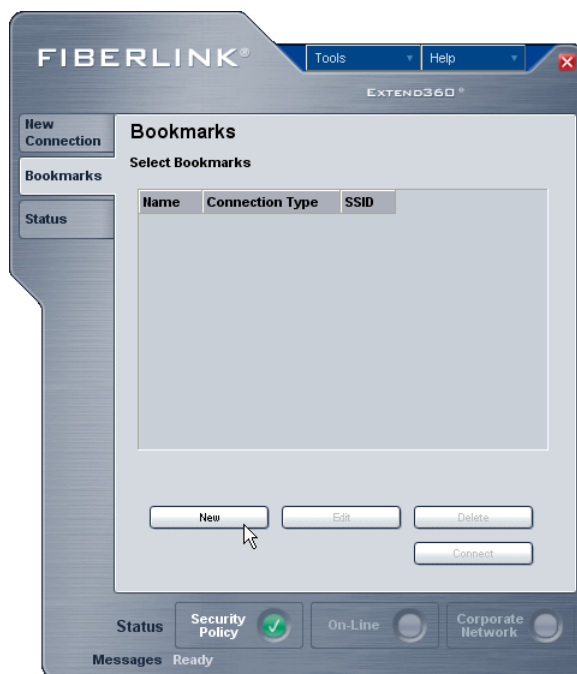 FIBERLINK®
Tools
Help
EXTEND360®
New
Connection
Bookmarks
Status
Bookmarks
Select Bookmarks
Name Connection Type SSID
New Edit Delete
Connect
Status
Security
Policy
On-Line
Corporate
Network
Messages Ready